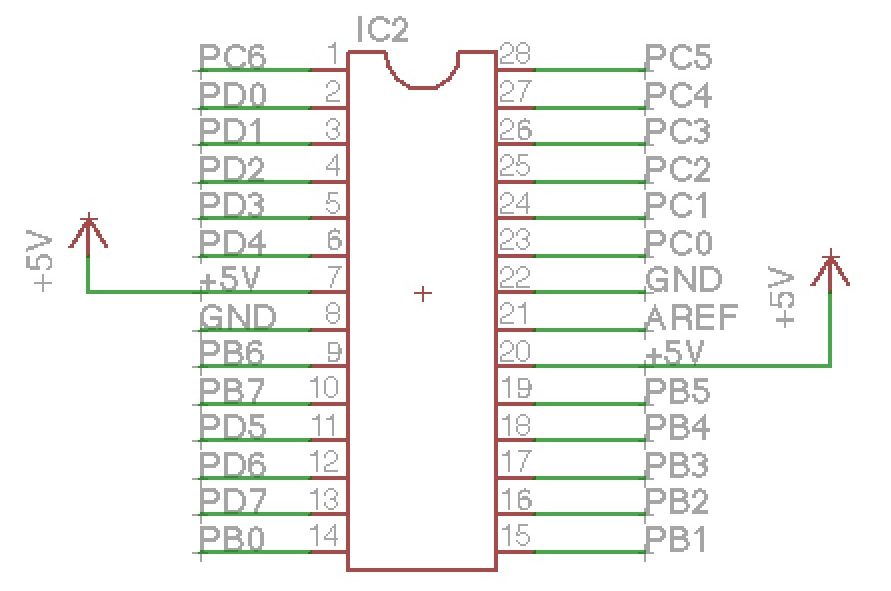 IC2
PC6 1 28 PC5
PD0 2 27 PC4
PD1 3 26 PC3
PD2 4 25 PC2
PD3 5 24 PC1
PD4 6 23 PC0
+5V +5V 7 22 GND +5V
GND 8 21 AREF
PB6 9 20 +5V
PB7 10 19 PB5
PD5 11 18 PB4
PD6 12 17 PB3
PD7 13 16 PB2
PB0 14 15 PB1